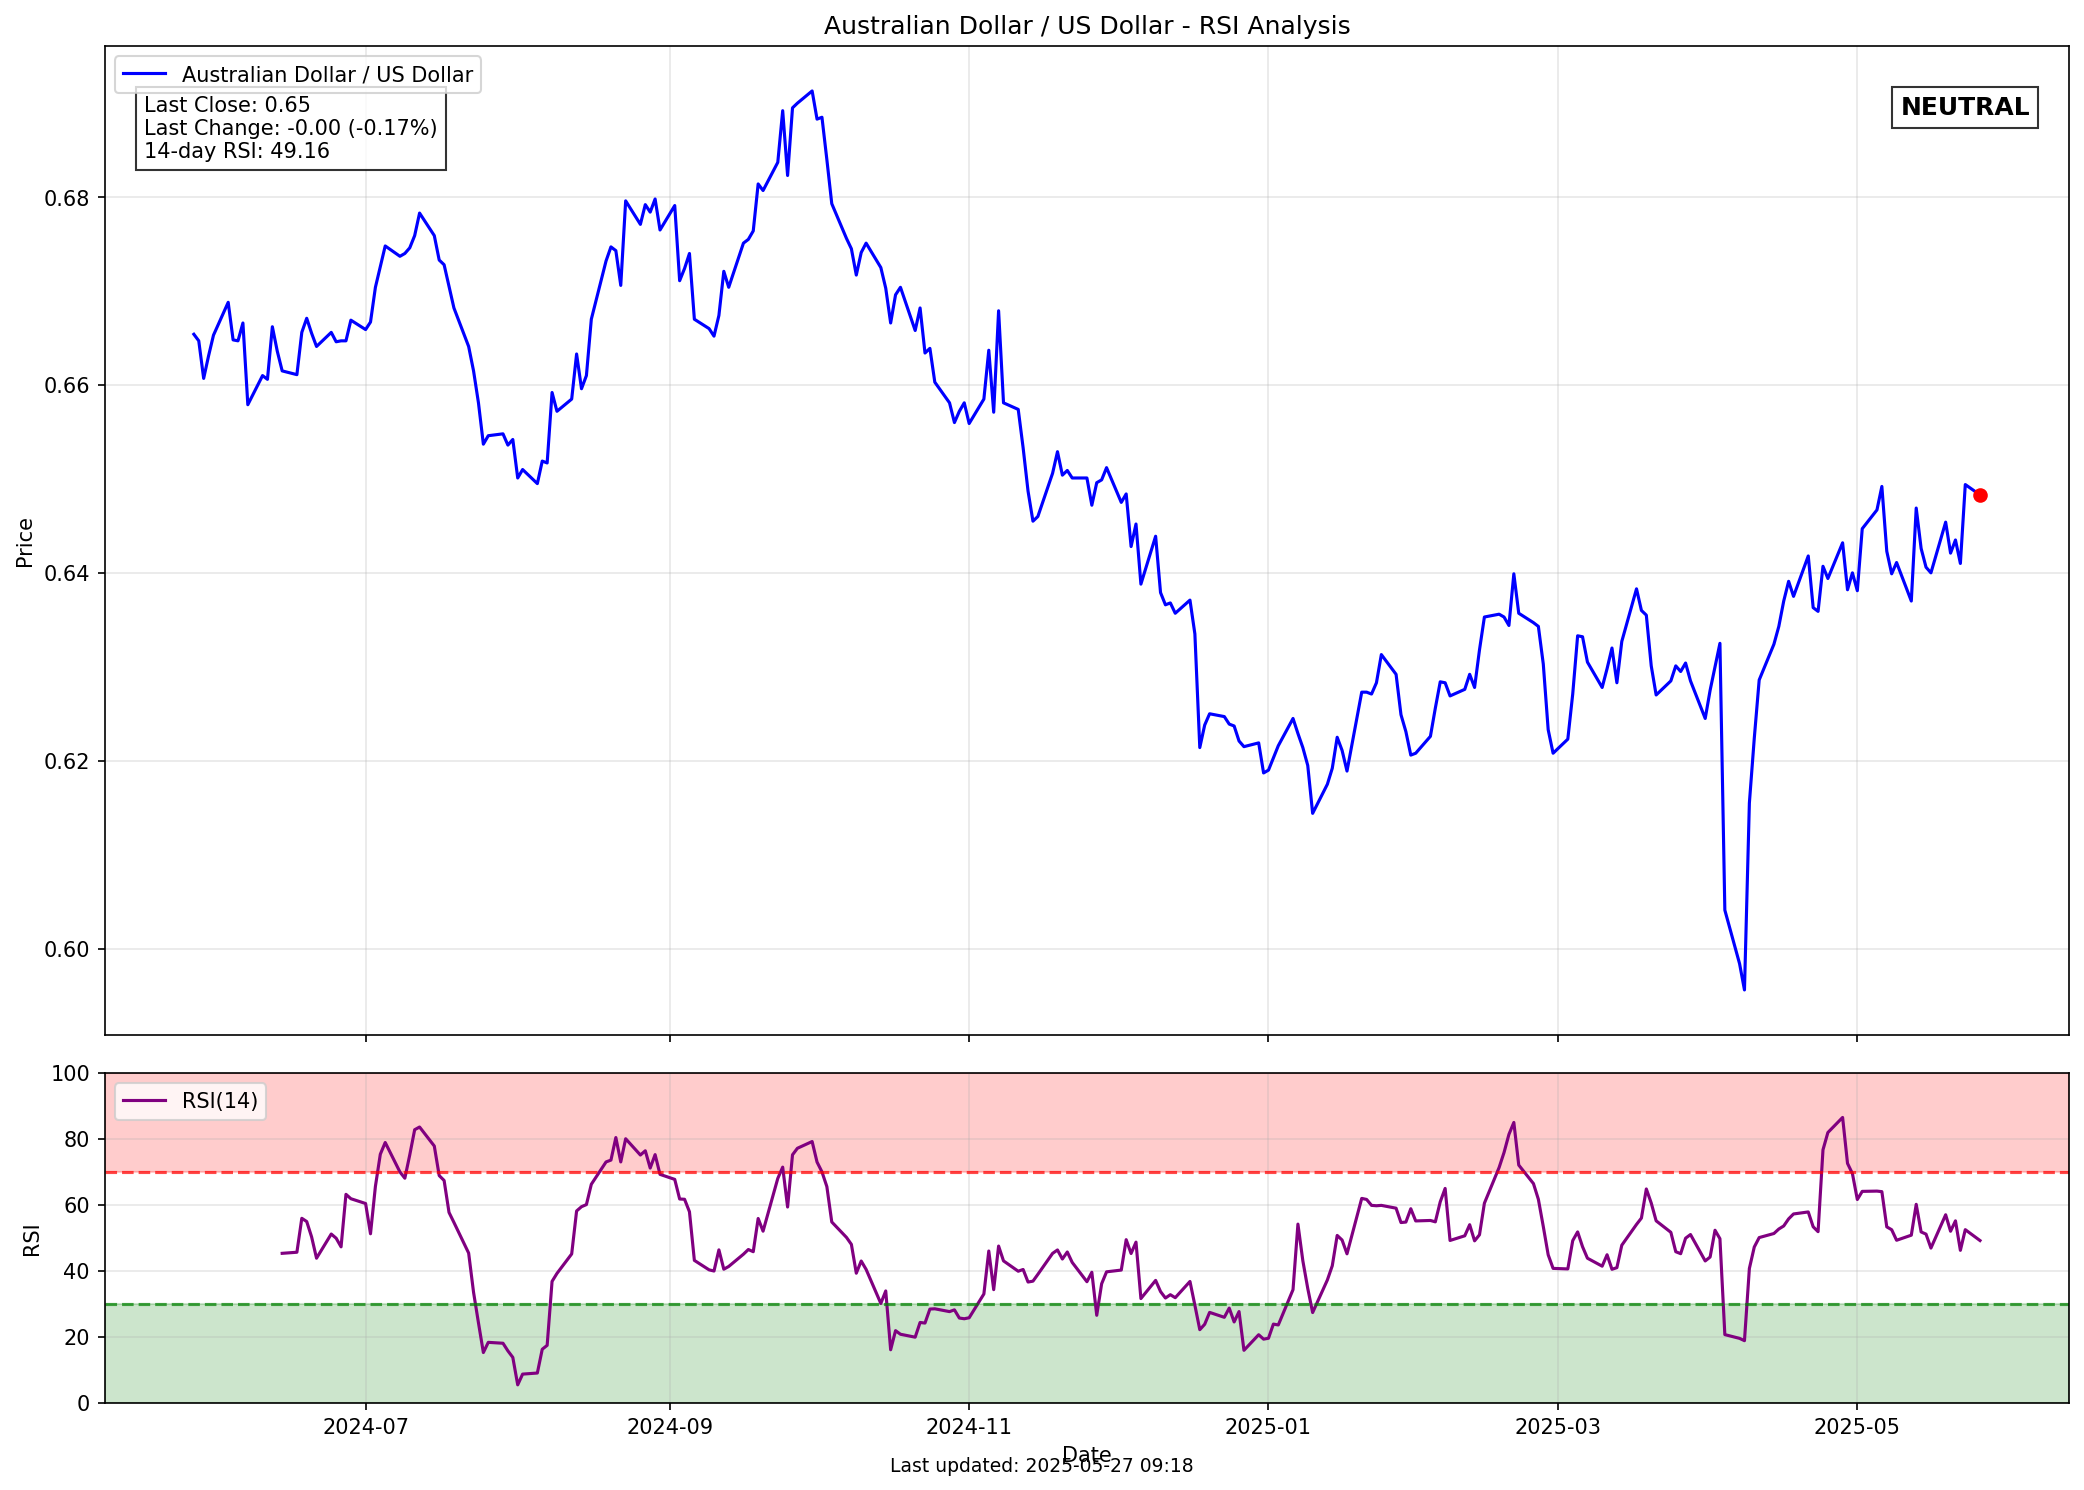 Australian Dollar / US Dollar - RSI Analysis
Australian Dollar / US Dollar
Last Close: 0.65
Last Change: -0.00 (-0.17%)
14-day RSI: 49.16
NEUTRAL
Price
0.68
0.66
0.64
0.62
0.60
RSI
100
80
60
40
20
0
RSI(14)
2024-07
2024-09
2024-11
2025-01
2025-03
2025-05
Date
Last updated: 2025-05-27 09:18